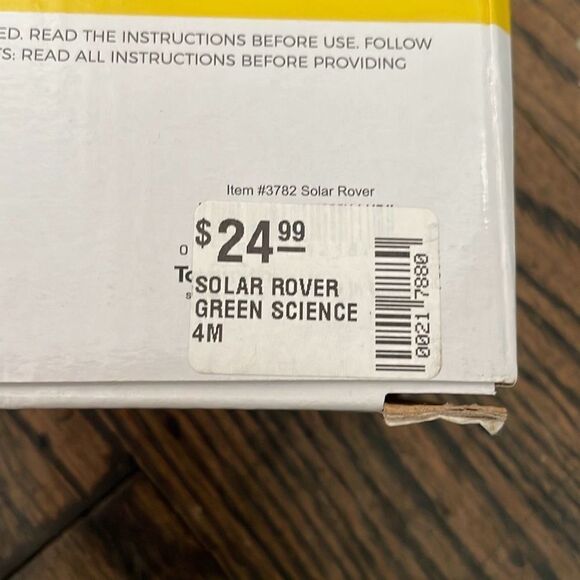 ED. READ THE INSTRUCTIONS BEFORE USE. FOLLOW
TS: READ ALL INSTRUCTIONS BEFORE PROVIDING
Item #3782 Solar Rover
$24.99
SOLAR ROVER
GREEN SCIENCE
4M
0021 7880